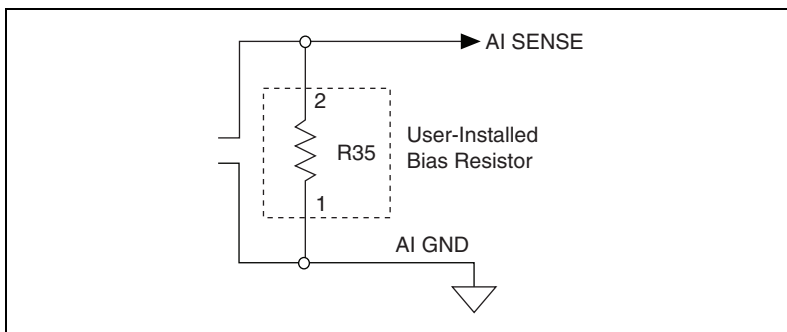 AI SENSE
2
R35
User-Installed
Bias Resistor
1
AI GND